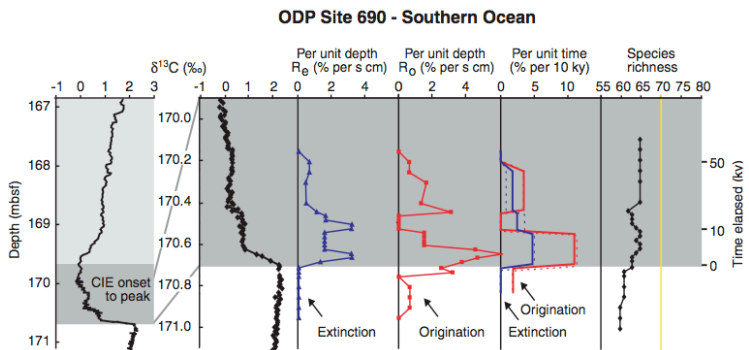 ODP Site 690 - Southern Ocean
δ13C (‰)
Per unit depth
Re (% per s cm)
Per unit depth
Ro (% per s cm)
Per unit time
(% per 10 ky)
Species
richness
-1 0 1 2 3
-1 0 1 2
0 2 4
0 2 4
0 5 10
55 60 65 70 75 80
Depth (mbsf)
167
168
169
170
171
170.0
170.2
170.4
170.6
170.8
171.0
CIE onset
to peak
Extinction
Origination
Origination
Extinction
50
10
0
Time elapsed (kv)